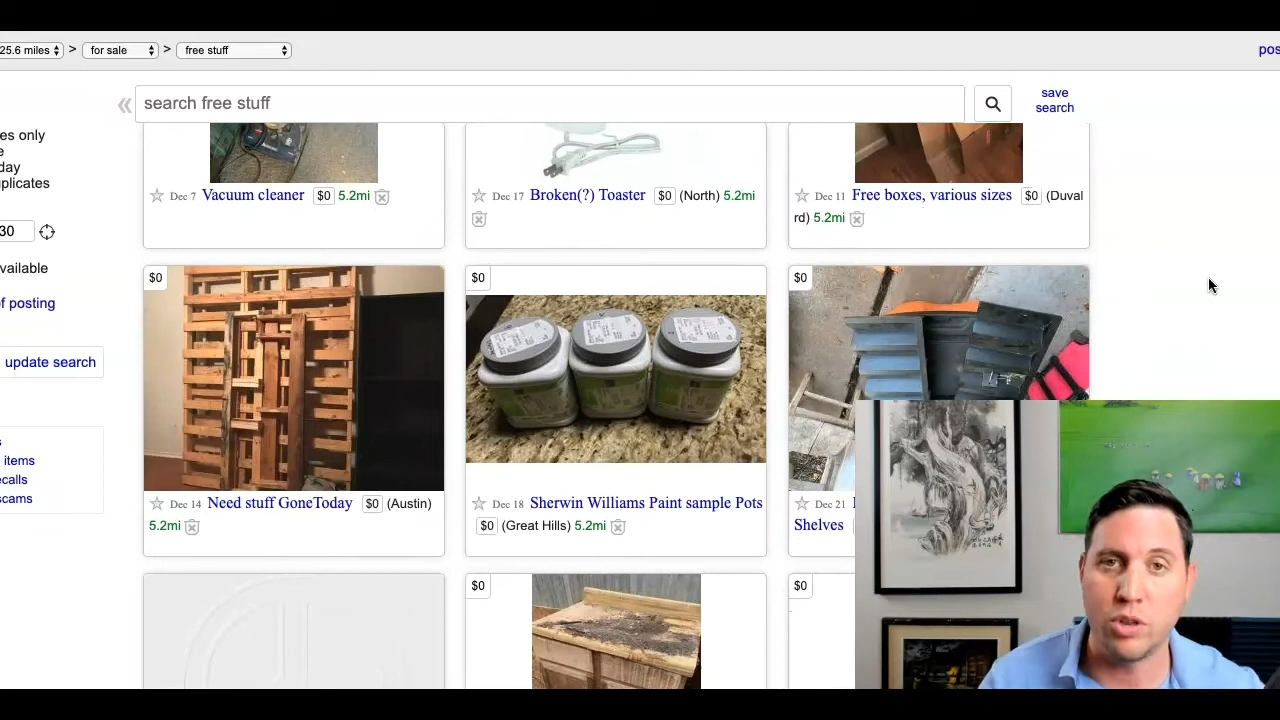 25.6 miles > for sale > free stuff
pos
« search free stuff
save
search
es only
e
day
uplicates
30
vailable
f of posting
update search
s
items
ecalls
scams
Dec 7 Vacuum cleaner $0 5.2mi
Dec 17 Broken(?) Toaster $0 (North) 5.2mi
Dec 11 Free boxes, various sizes $0 (Duval
rd) 5.2mi
$0
$0
$0
Dec 14 Need stuff GoneToday $0 (Austin)
5.2mi
Dec 18 Sherwin Williams Paint sample Pots
$0 (Great Hills) 5.2mi
Dec 21
Shelves
$0
$0